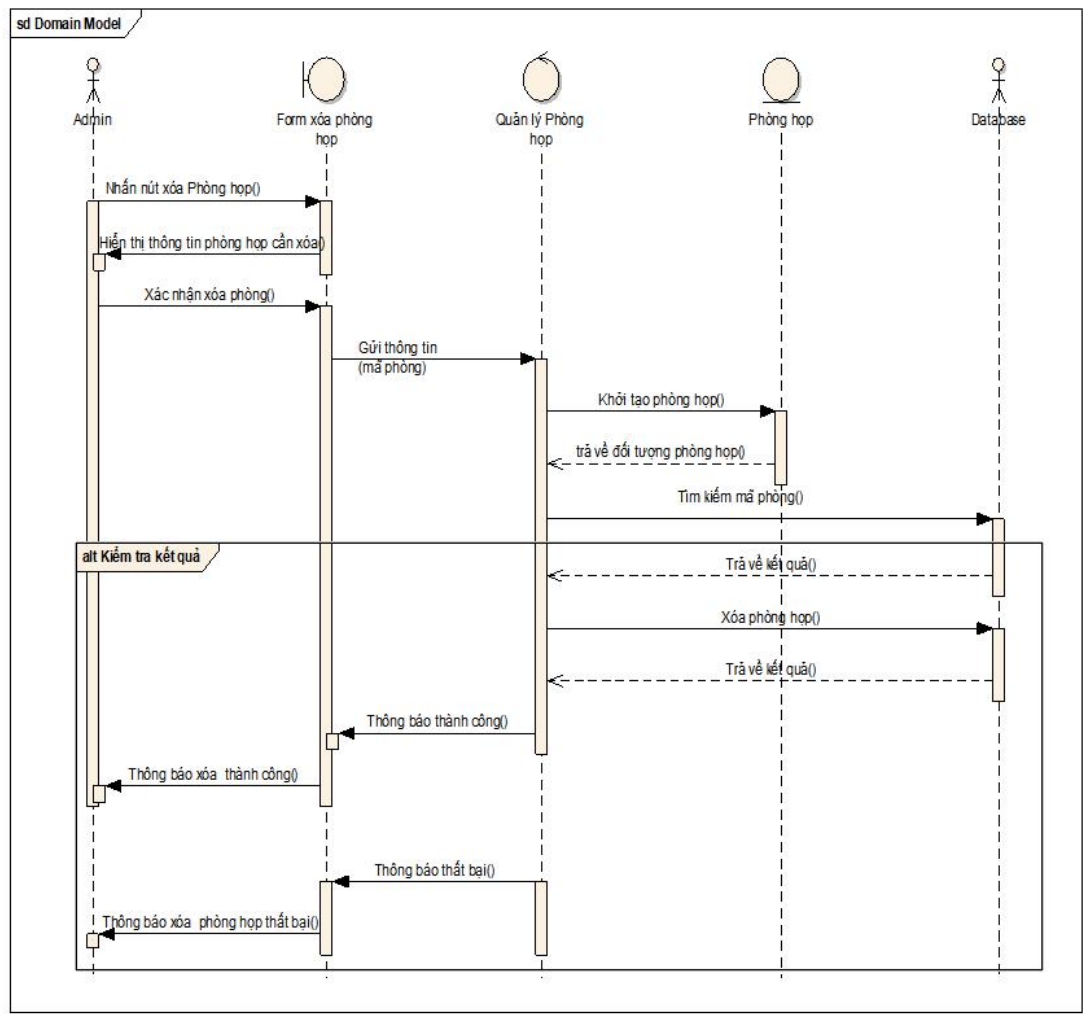 sd Domain Model
Admin
Form xóa phòng
họp
Quản lý Phòng
họp
Phòng họp
Database
Nhấn nút xóa Phòng họp()
Hiển thị thông tin phòng họp cần xóa()
Xác nhận xóa phòng()
Gửi thông tin
(mã phòng)
Khởi tạo phòng họp()
trả về đối tượng phòng họp()
Tìm kiếm mã phòng()
alt Kiểm tra kết quả
Trả về kết quả()
Xóa phòng họp()
Trả về kết quả()
Thông báo thành công()
Thông báo xóa thành công()
Thông báo thất bại()
Thông báo xóa phòng họp thất bại()